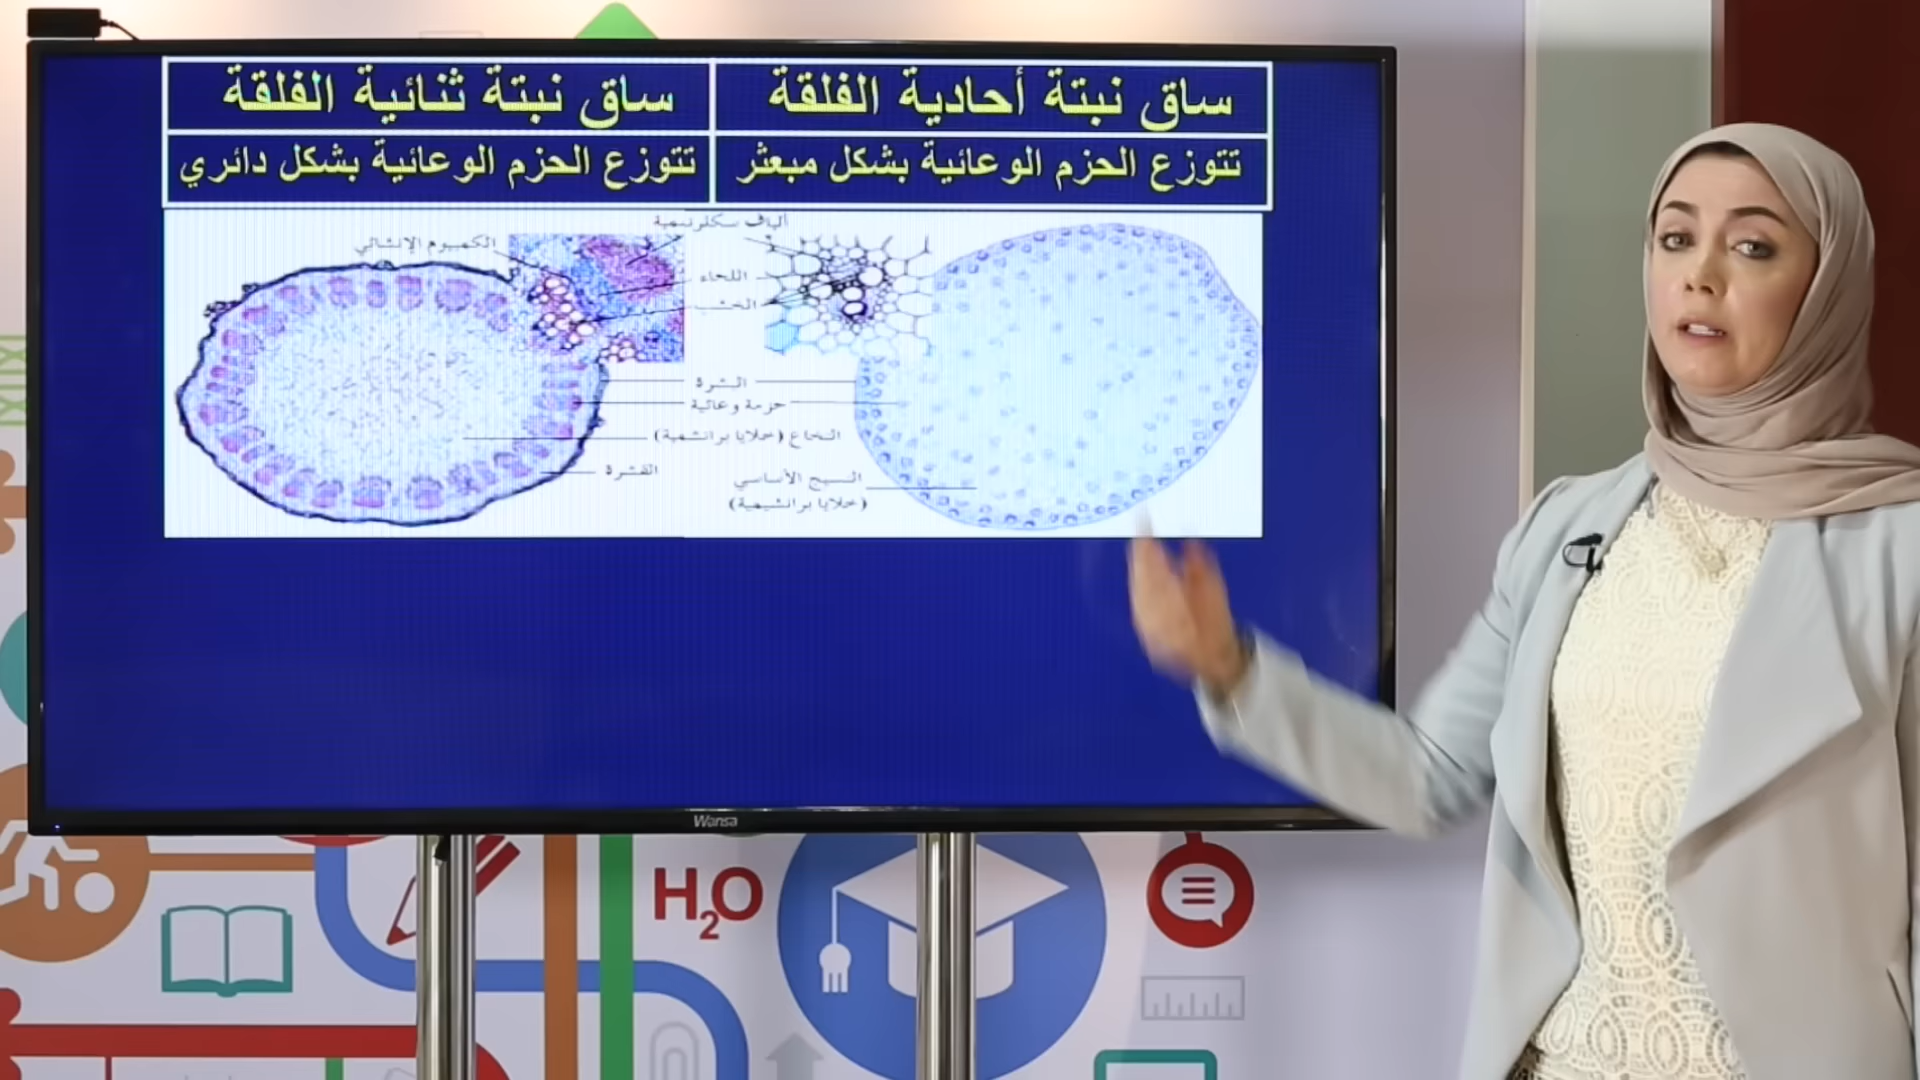 ساق نبتة أحادية الفلقة
ساق نبتة ثنائية الفلقة
تتوزع الحزم الوعائية بشكل مبعثر
تتوزع الحزم الوعائية بشكل دائري
ألياف سكلرنيمية
الكمبيوم الإنشائي
اللحاء
الخشب
البشرة
حزمة وعائية
النخاع (خلايا برانشيمية)
القشرة
النسيج الأساسي
(خلايا برانشيمية)
Wansa
H2O